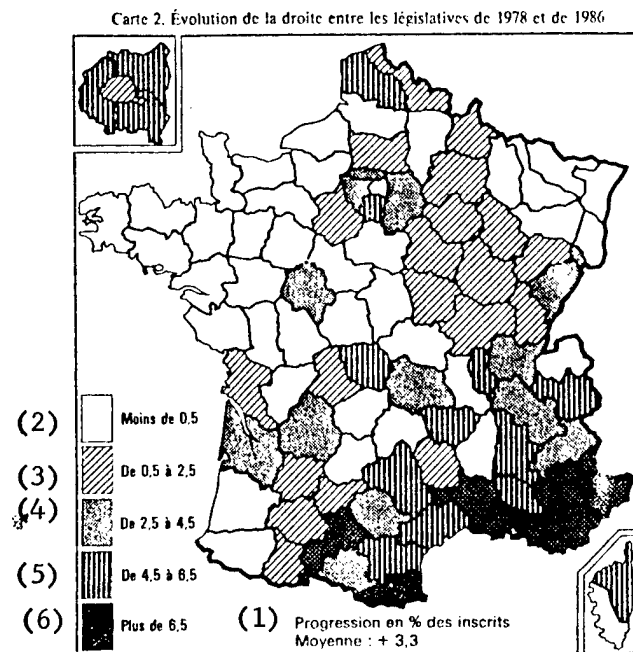 Carte 2. Évolution de la droite entre les législatives de 1978 et de 1986
(2) Moins de 0,5
(3) De 0,5 à 2,5
(4) De 2,5 à 4,5
(5) De 4,5 à 6,5
(6) Plus de 6,5
(1) Progression en % des inscrits
Moyenne : + 3,3